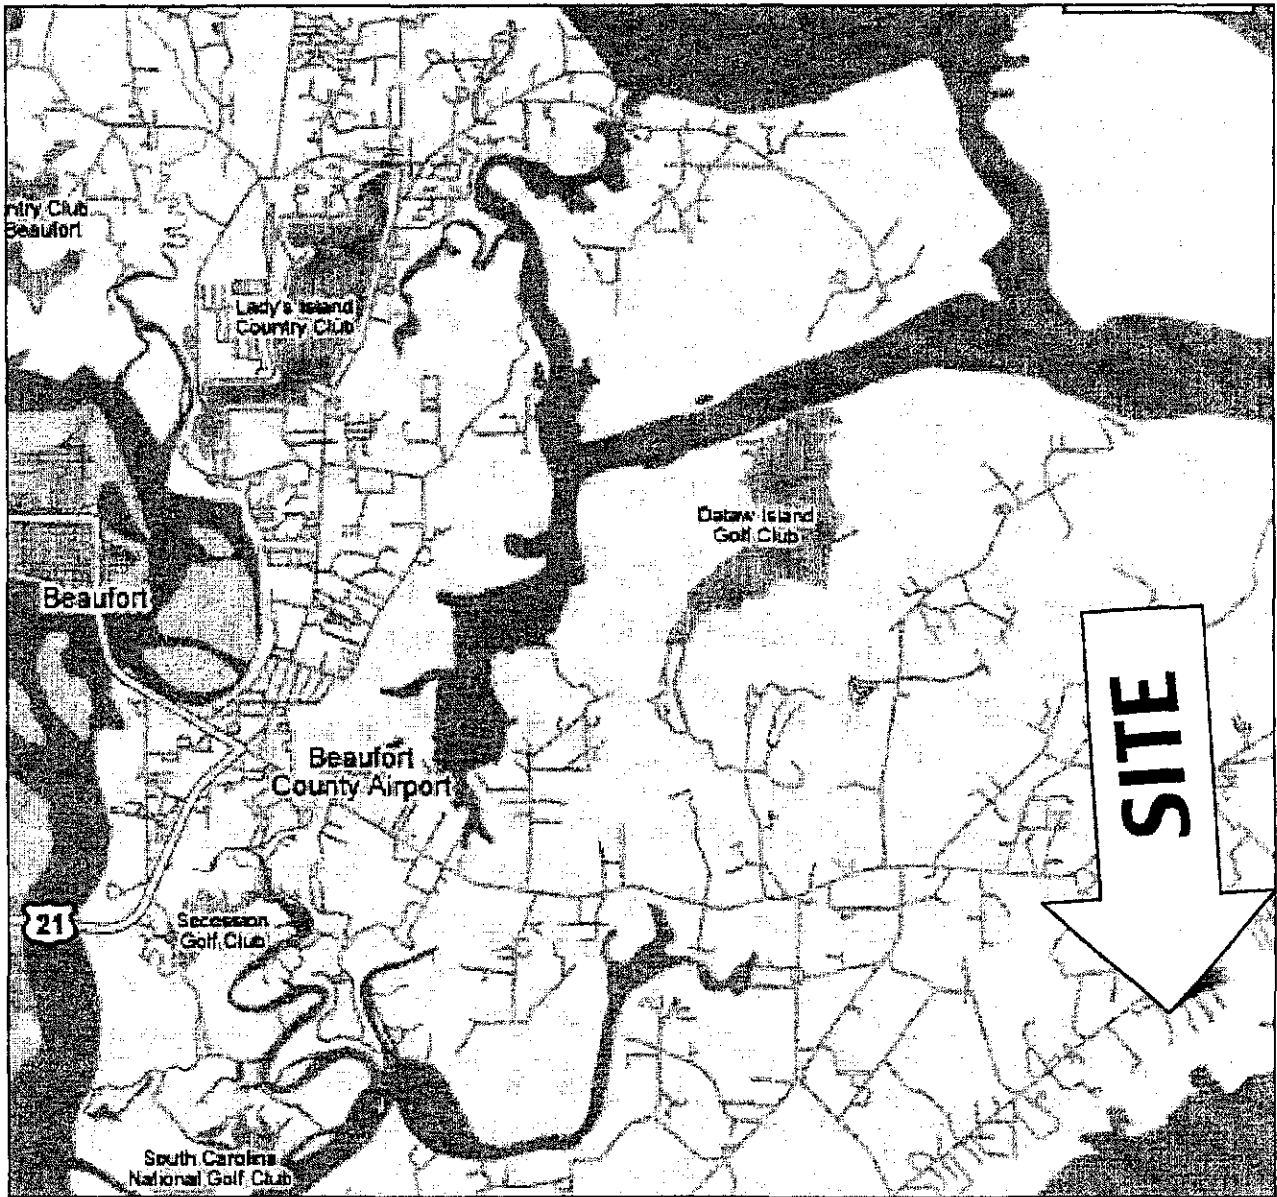 ntry Club
Beaufort
Lady's Island
Country Club
Dataw Island
Golf Club
Beaufort
SITE
Beaufort
County Airport
21
Secession
Golf Club
South Carolina
National Golf Club